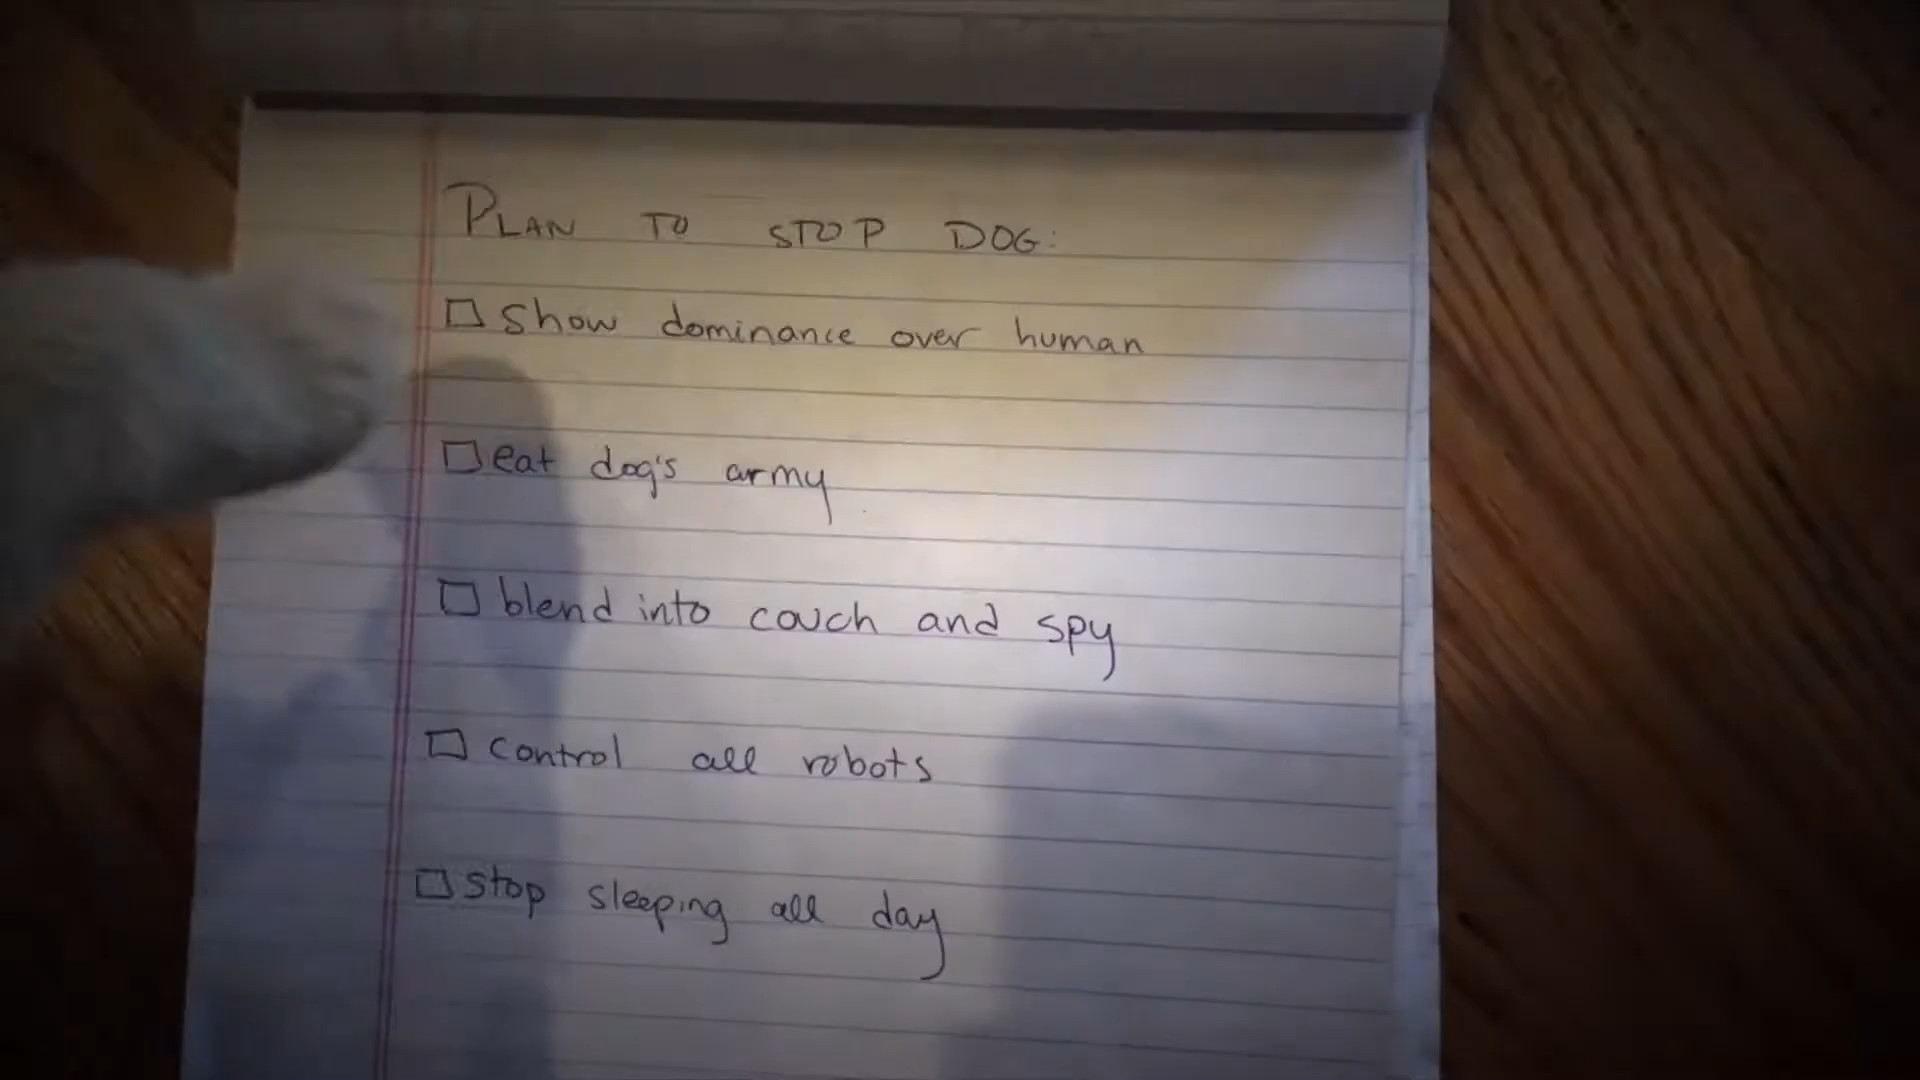 PLAN TO STOP DOG:
show dominance over human
eat dog's army
blend into couch and spy
control all robots
stop sleeping all day